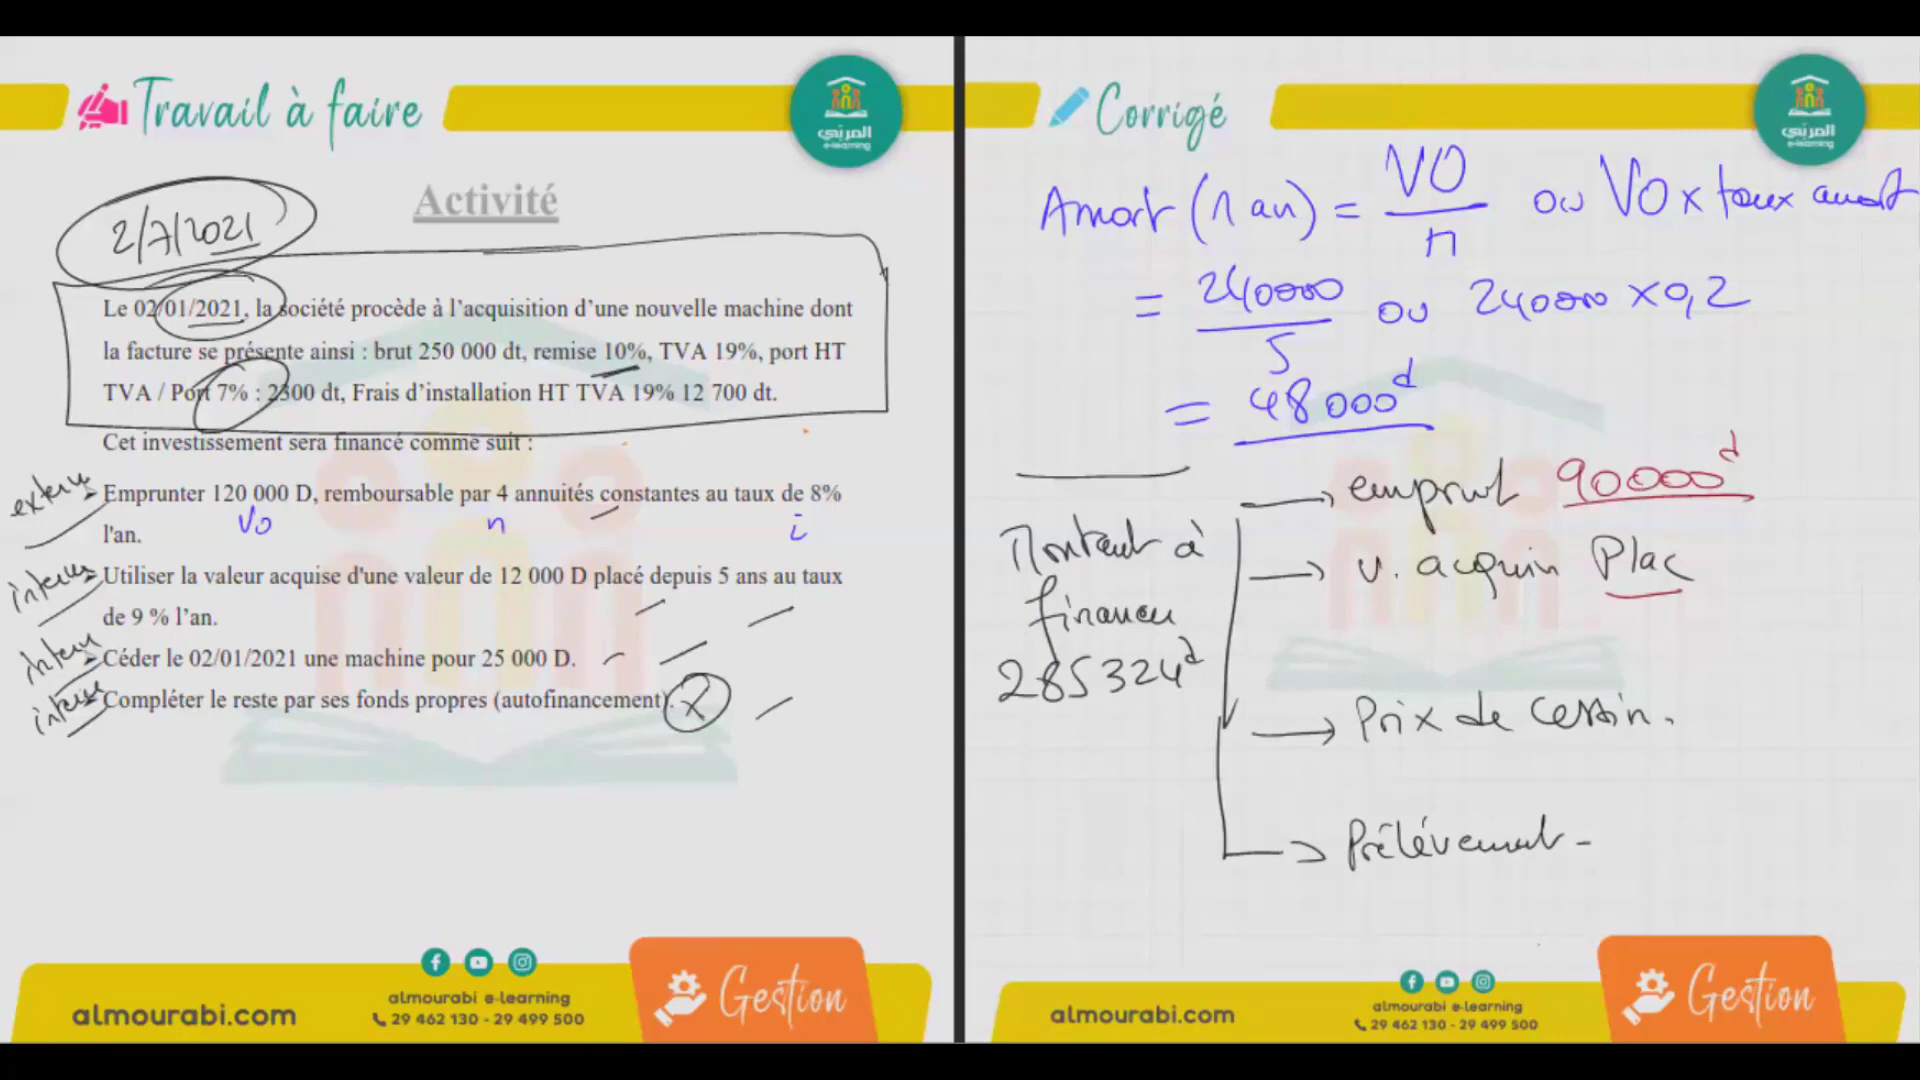 Travail à faire
المربّي
e-learning
Activité
2/7/2021
Le 02/01/2021, la société procède à l’acquisition d’une nouvelle machine dont
la facture se présente ainsi : brut 250 000 dt, remise 10%, TVA 19%, port HT
TVA / Port 7% : 2300 dt, Frais d’installation HT TVA 19% 12 700 dt.
Cet investissement sera financé comme suit :
externe
Emprunter 120 000 D, remboursable par 4 annuités constantes au taux de 8%
V0 n i
l'an.
interne
Utiliser la valeur acquise d'une valeur de 12 000 D placé depuis 5 ans au taux
de 9 % l’an.
interne
Céder le 02/01/2021 une machine pour 25 000 D.
interne
Compléter le reste par ses fonds propres (autofinancement). x
almourabi.com
almourabi e-learning
29 462 130 - 29 499 500
Gestion
Corrigé
المربّي
e-learning
Amort (1 an) = VO / n ou VO x taux amort
= 240000 / 5 ou 240000 x 0,2
= 48000 d
Montant à
financer
285324 d
→ emprunt 90000 d
→ v. acquise Plac
→ Prix de cession.
→ Prélévement -
almourabi.com
almourabi e-learning
29 462 130 - 29 499 500
Gestion